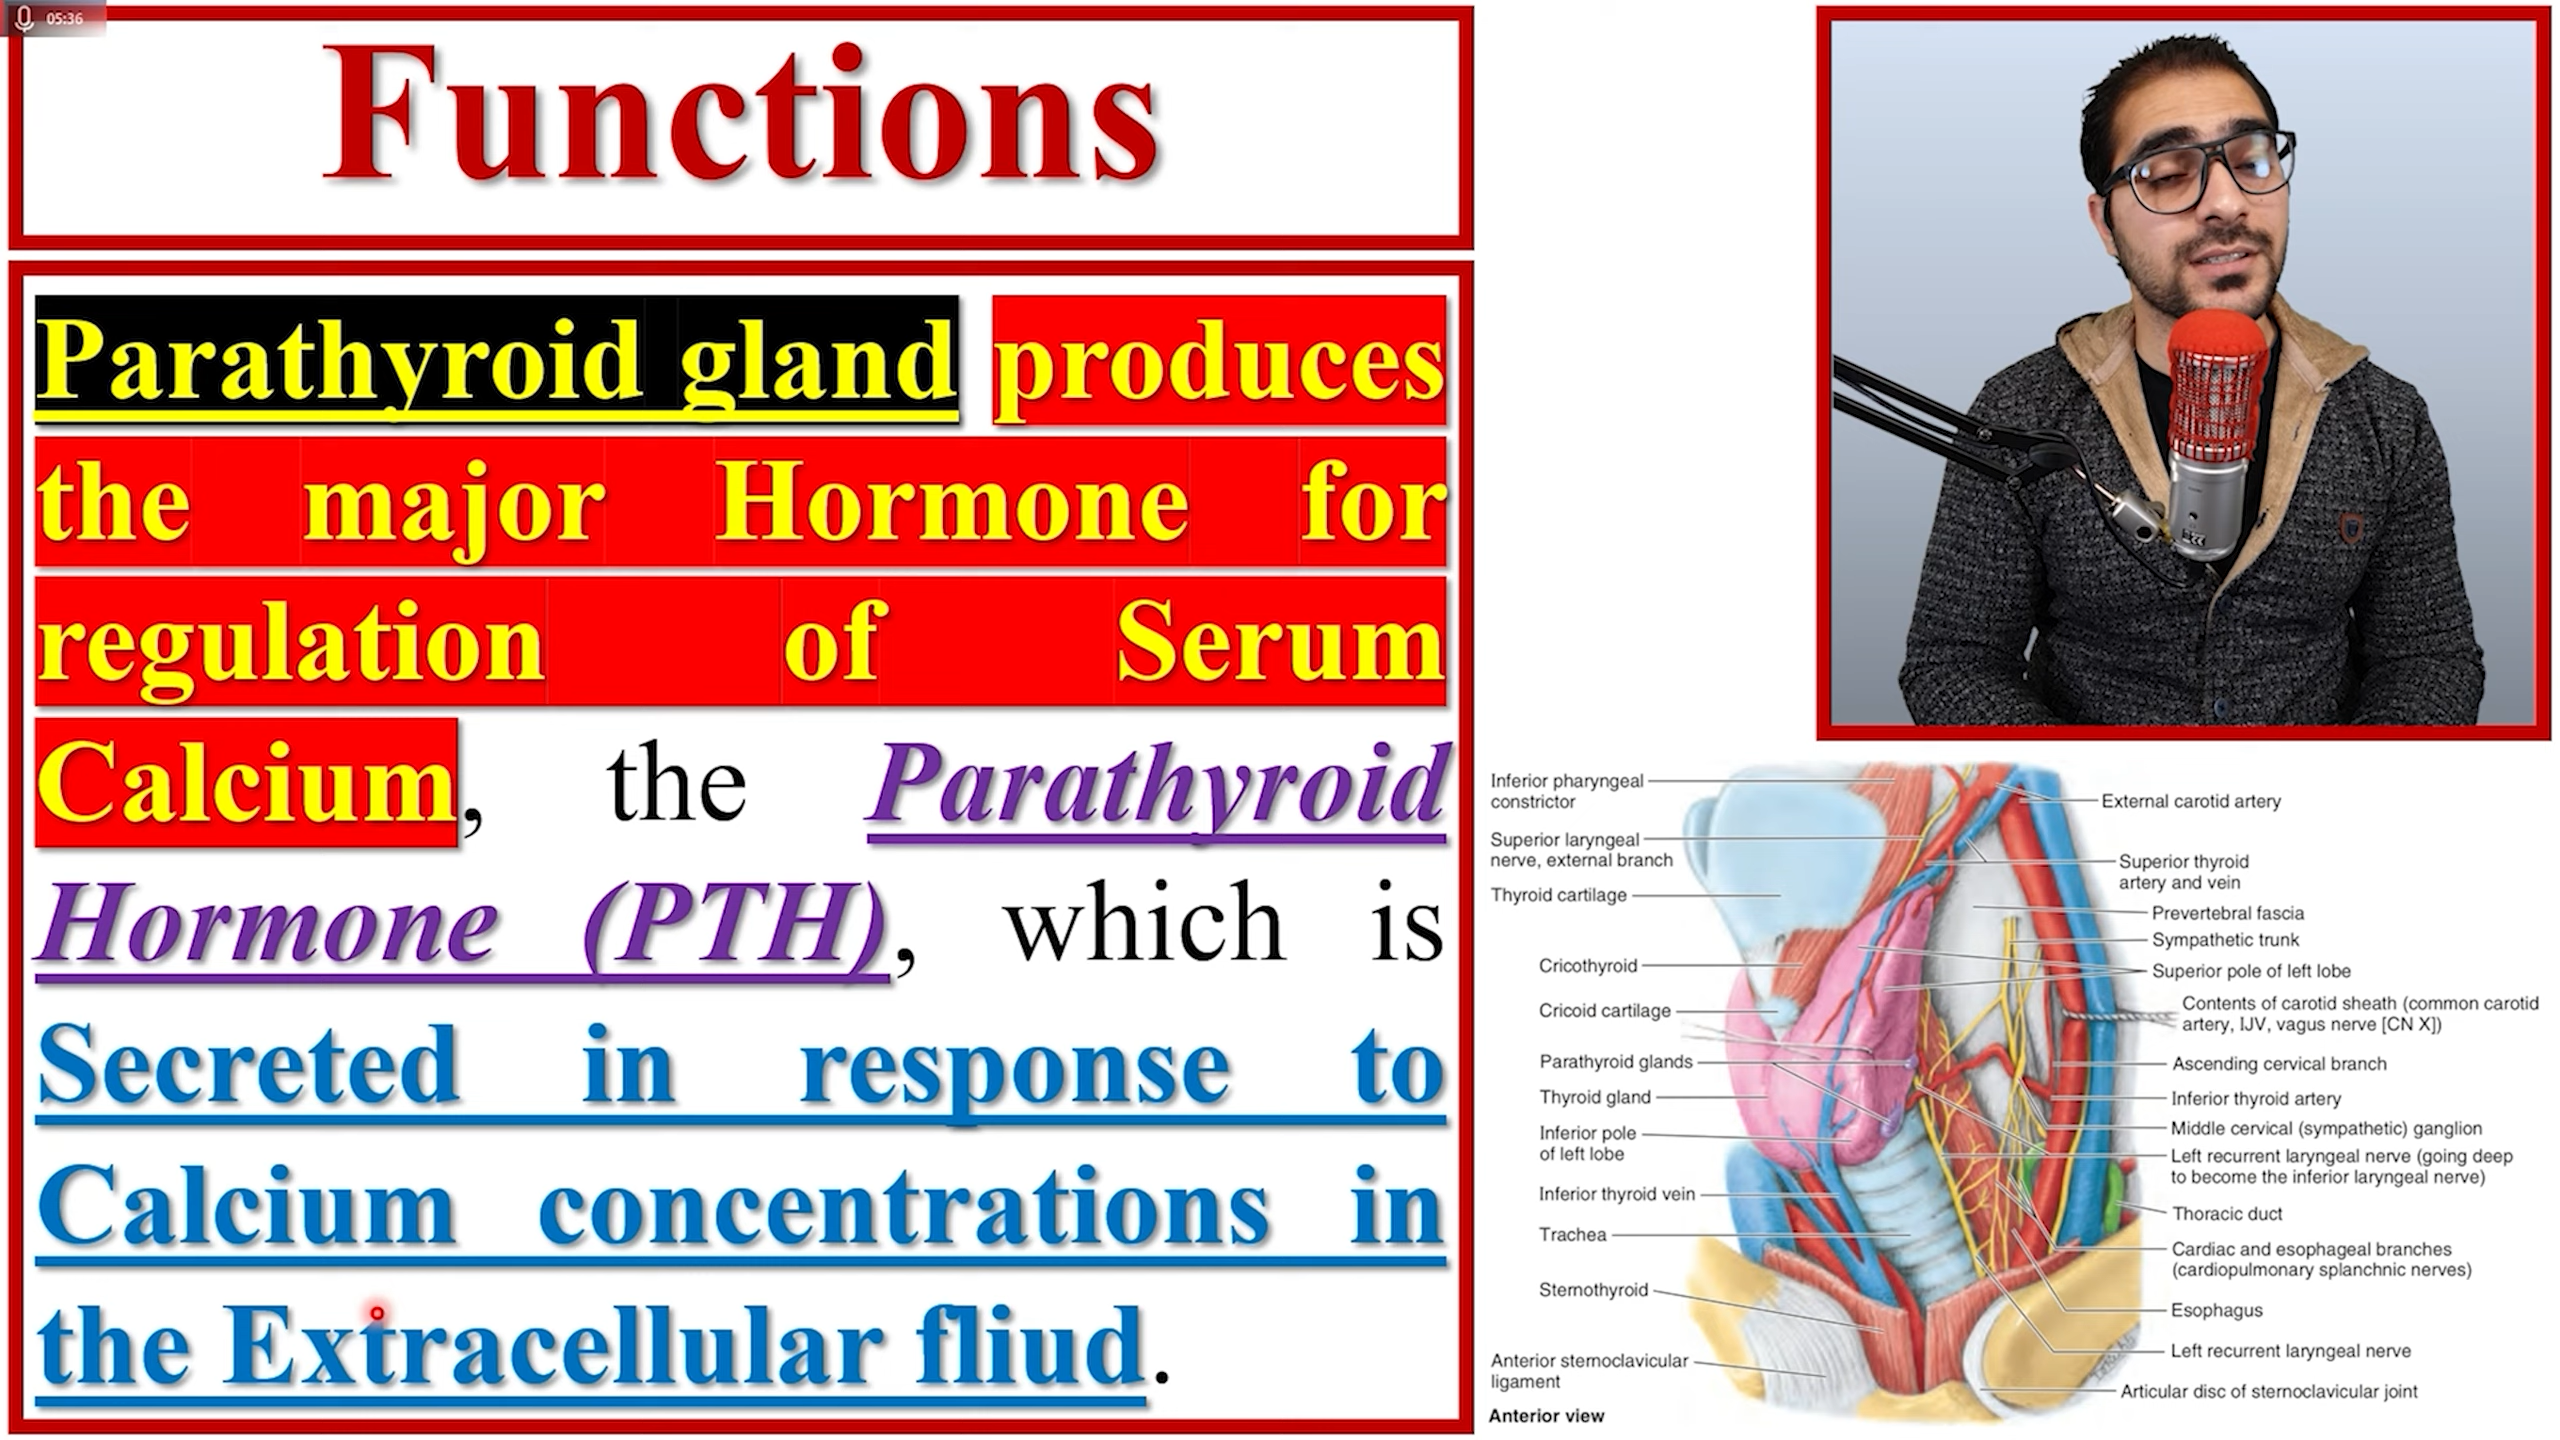 05:36
Functions
Parathyroid gland produces
the major Hormone for
regulation of Serum
Calcium, the Parathyroid
Hormone (PTH), which is
Secreted in response to
Calcium concentrations in
the Extracellular fliud.
Inferior pharyngeal
constrictor
Superior laryngeal
nerve, external branch
Thyroid cartilage
Cricothyroid
Cricoid cartilage
Parathyroid glands
Thyroid gland
Inferior pole
of left lobe
Inferior thyroid vein
Trachea
Sternothyroid
Anterior sternoclavicular
ligament
Anterior view
External carotid artery
Superior thyroid
artery and vein
Prevertebral fascia
Sympathetic trunk
Superior pole of left lobe
Contents of carotid sheath (common carotid
artery, IJV, vagus nerve [CN X])
Ascending cervical branch
Inferior thyroid artery
Middle cervical (sympathetic) ganglion
Left recurrent laryngeal nerve (going deep
to become the inferior laryngeal nerve)
Thoracic duct
Cardiac and esophageal branches
(cardiopulmonary splanchnic nerves)
Esophagus
Left recurrent laryngeal nerve
Articular disc of sternoclavicular joint